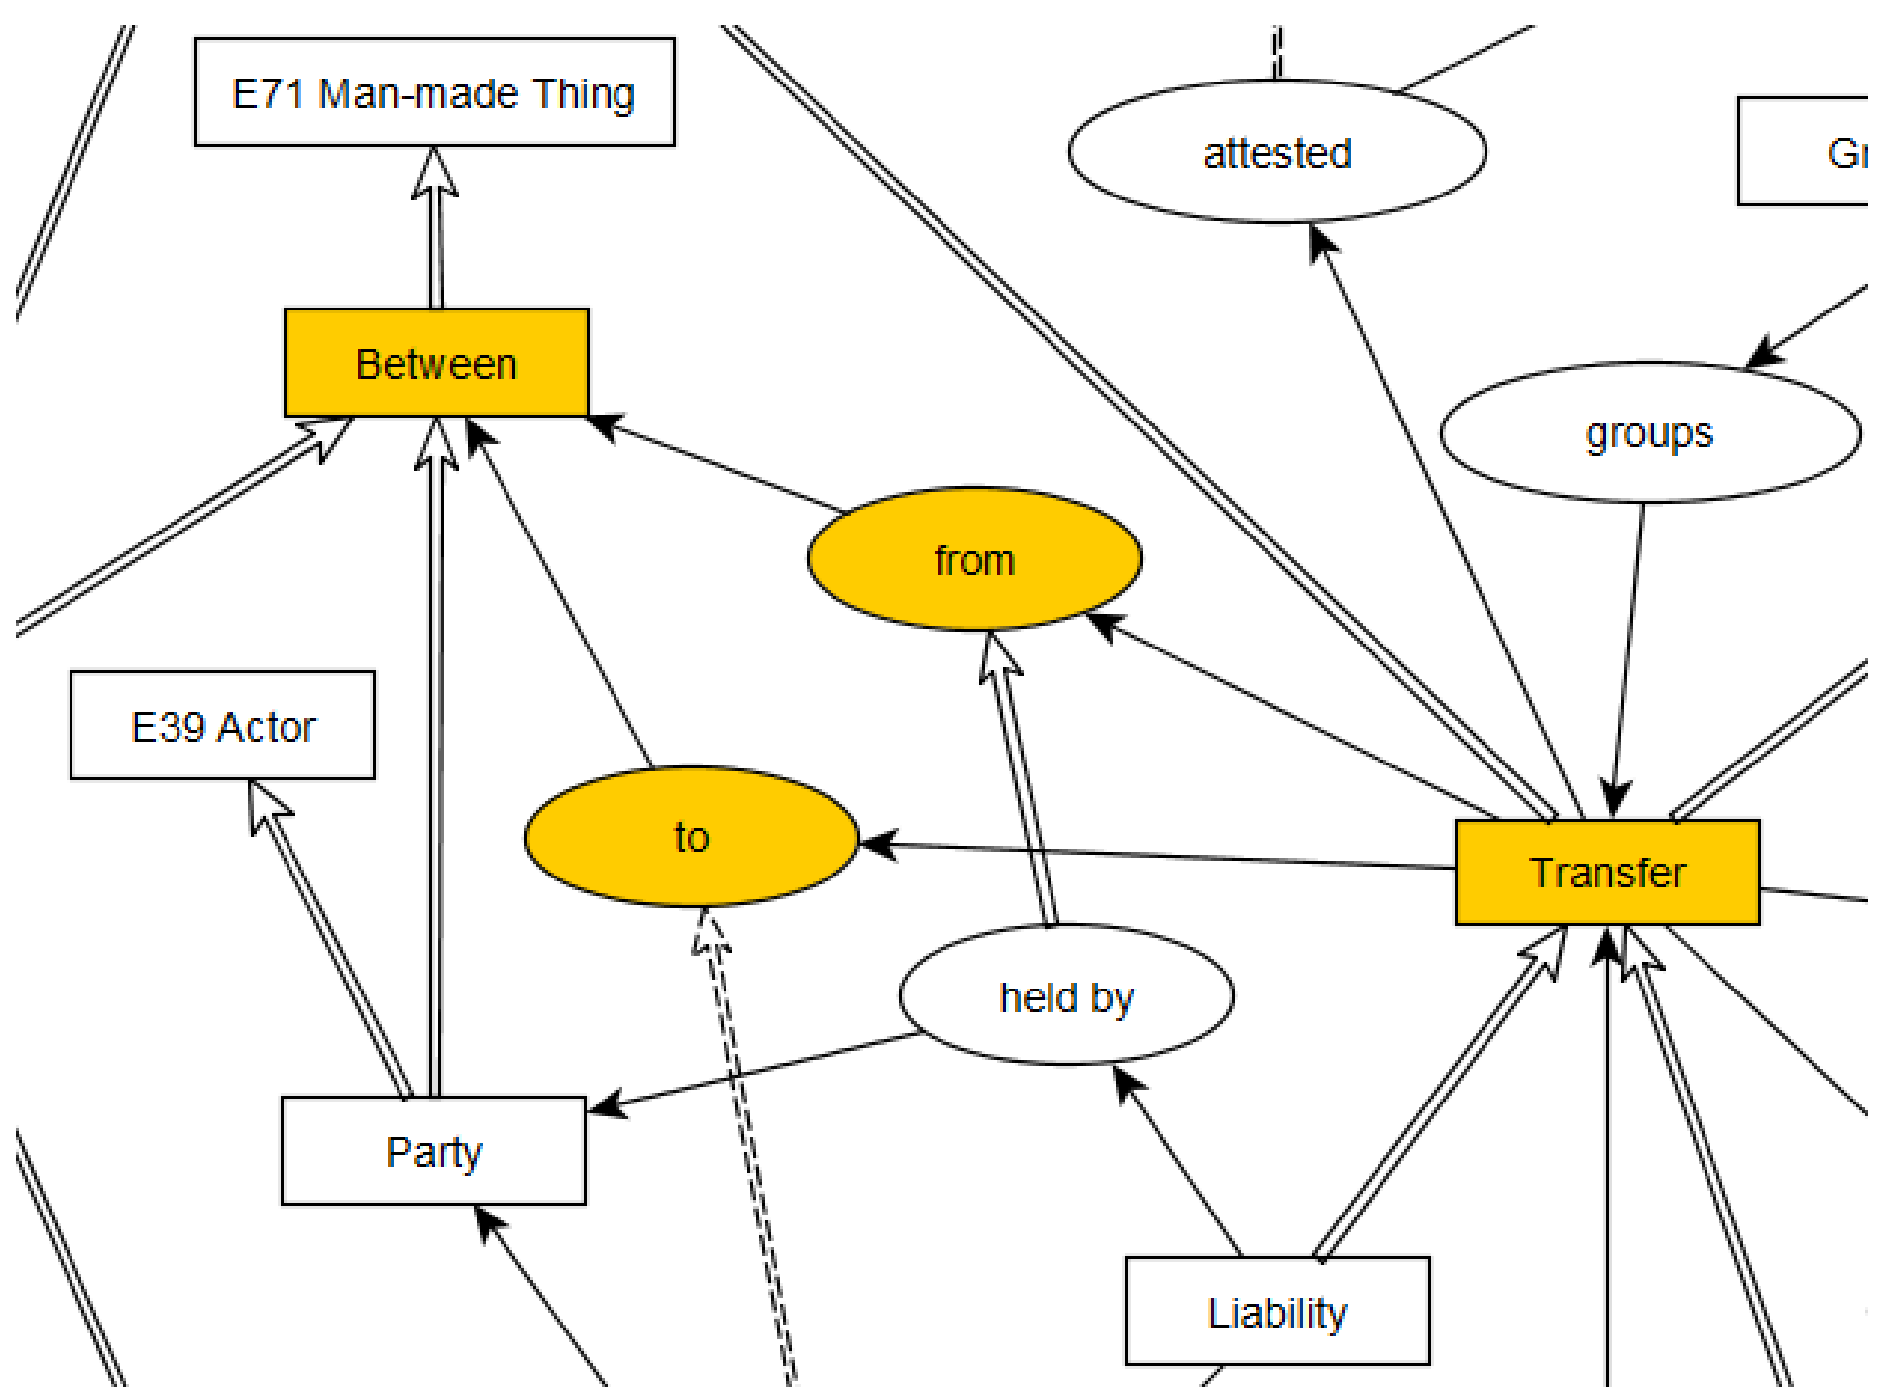 E71 Man-made Thing
attested
Between
groups
from
E39 Actor
to
Transfer
held by
Party
Liability